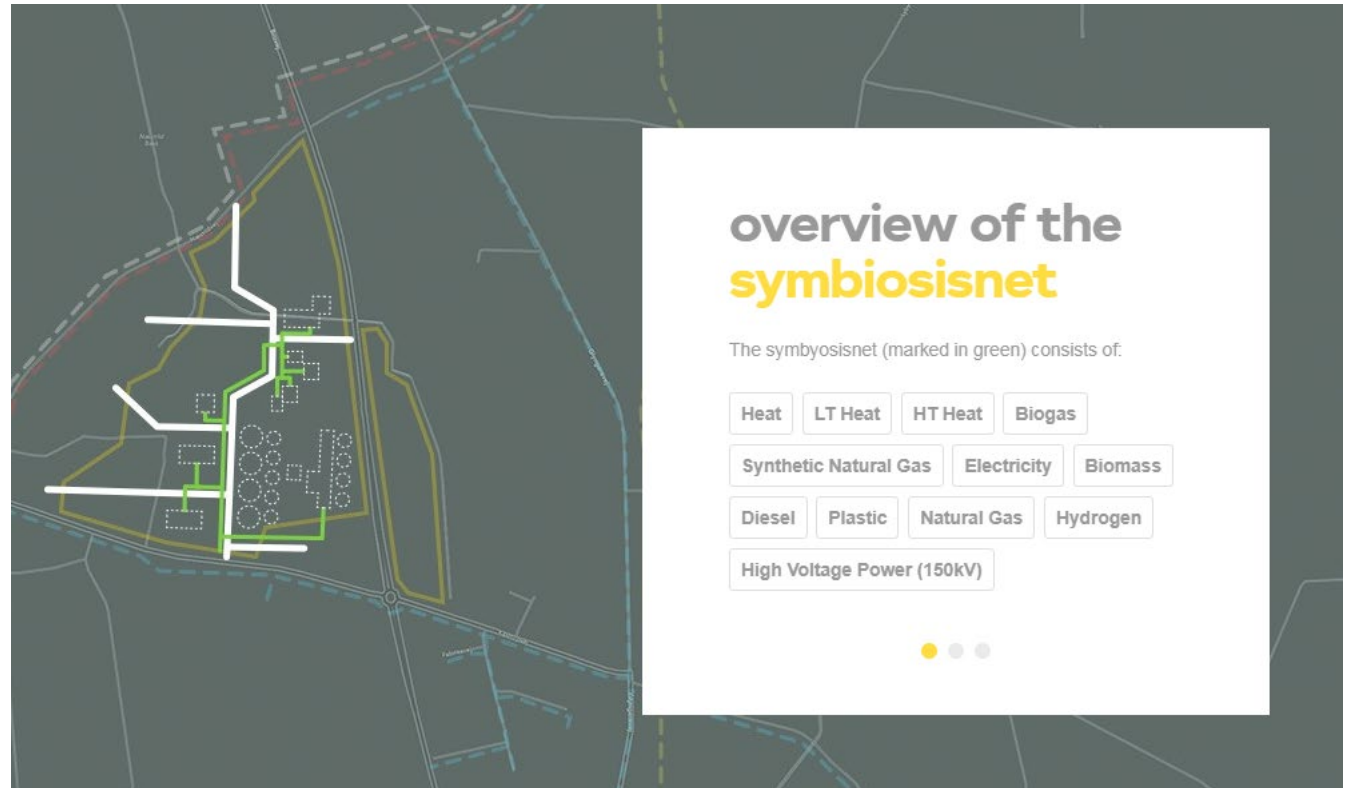 overview of the
symbiosisnet
The symbyosisnet (marked in green) consists of:
Heat LT Heat HT Heat Biogas
Synthetic Natural Gas Electricity Biomass
Diesel Plastic Natural Gas Hydrogen
High Voltage Power (150kV)